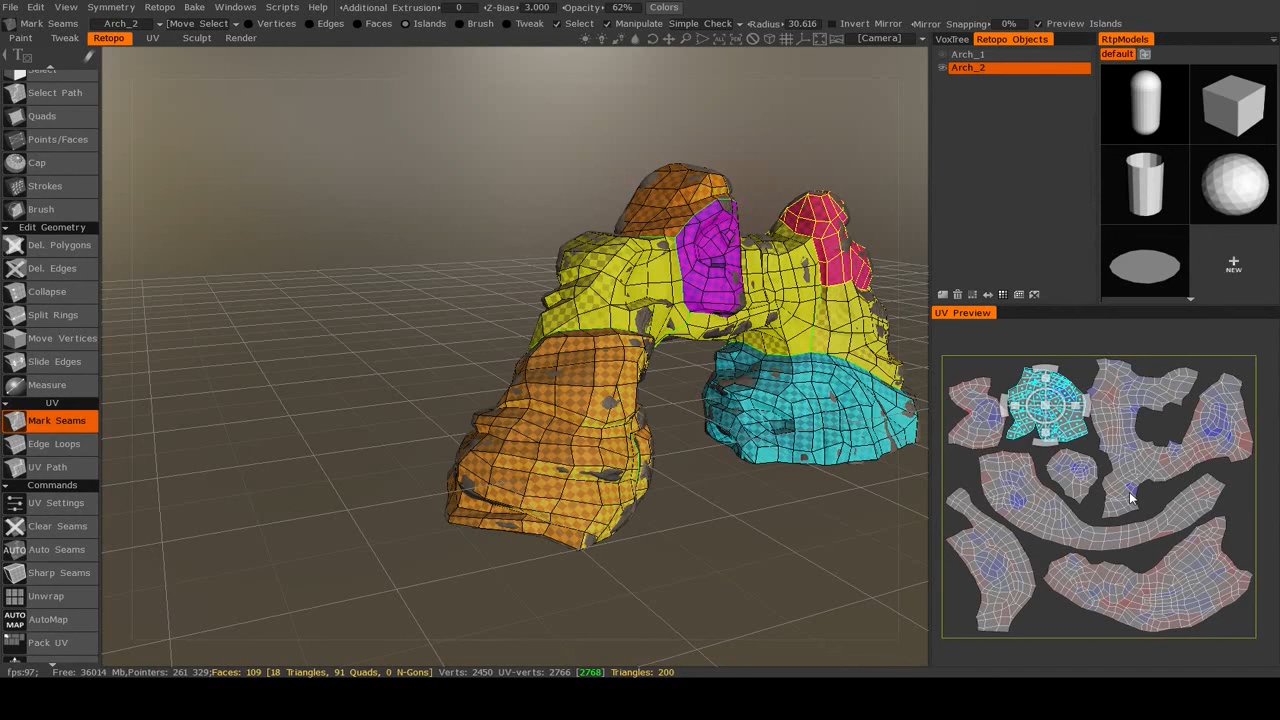 File Edit View Symmetry Retopo Bake Windows Scripts Help Additional Extrusion: 0 Z-Bias 3.000 Opacity: 62% Colors
Mark Seams Arch_2 [Move Select] Vertices Edges Faces Islands Brush Tweak Select Manipulate Simple Check Radius: 30.616 Invert Mirror Mirror Snapping: 0% Preview Islands
Paint Tweak Retopo UV Sculpt Render [Camera] VoxTree Retopo Objects RtpModels
Arch_1 default
Arch_2
Select
Select Path
Quads
Points/Faces
Cap
Strokes
Brush
Edit Geometry
Del. Polygons
Del. Edges
Collapse
NEW
Split Rings
UV Preview
Move Vertices
Slide Edges
Measure
UV
Mark Seams
Edge Loops
UV Path
Commands
UV Settings
Clear Seams
AUTO Auto Seams
Sharp Seams
Unwrap
AUTO MAP AutoMap
Pack UV
fps:97; Free: 36014 Mb,Pointers: 261 329;Faces: 109 [18 Triangles, 91 Quads, 0 N-Gons] Verts: 2450 UV-verts: 2766 [2768] Triangles: 200